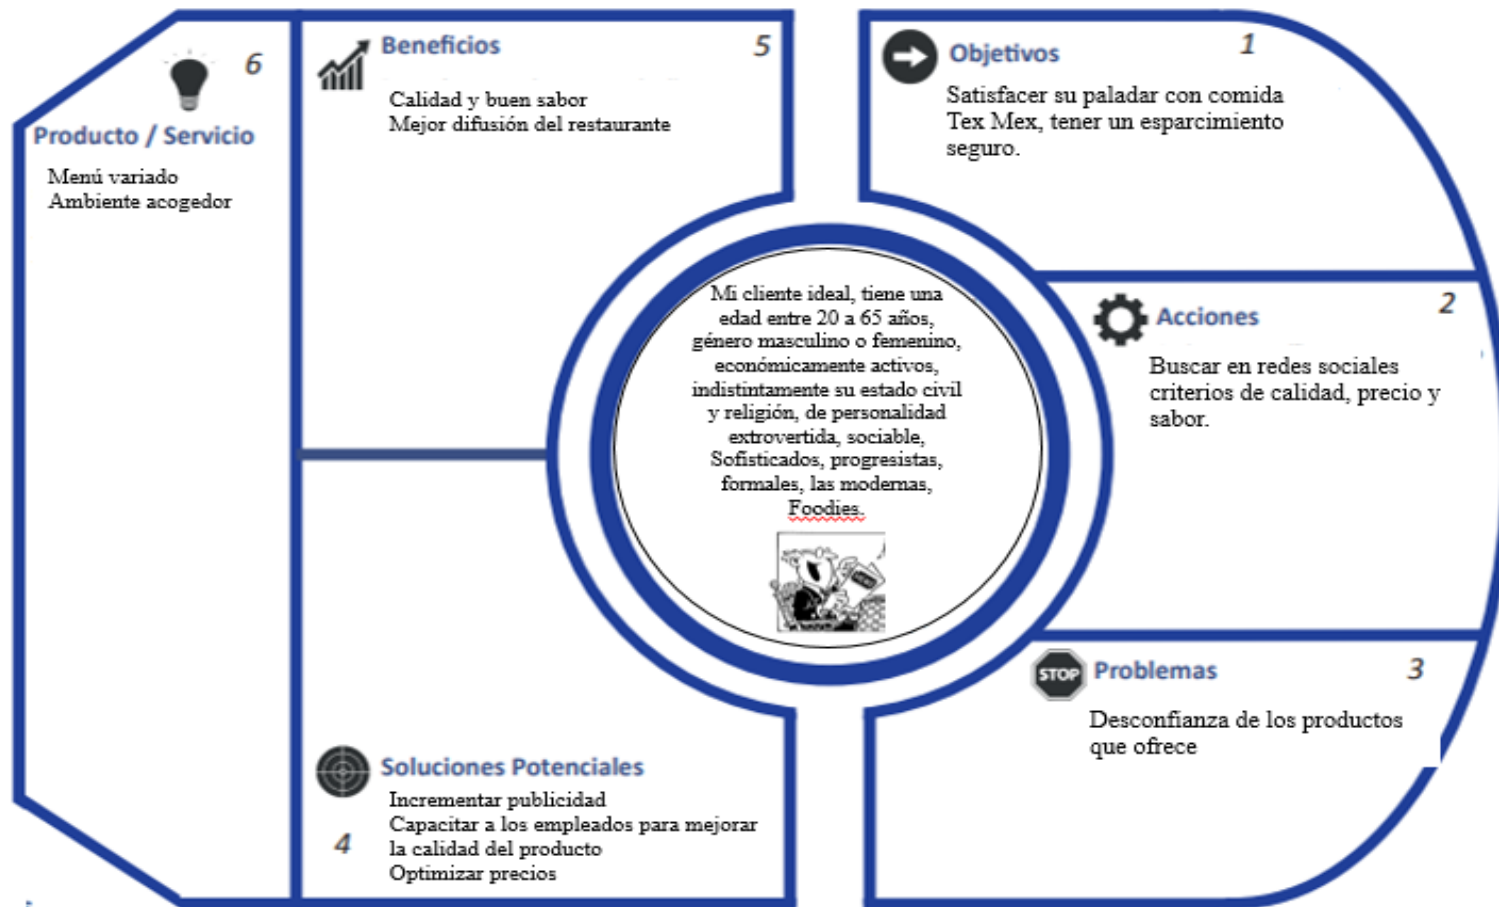 6
Producto / Servicio
Menú variado
Ambiente acogedor
Beneficios
5
Calidad y buen sabor
Mejor difusión del restaurante
Objetivos
1
Satisfacer su paladar con comida
Tex Mex, tener un esparcimiento
seguro.
Mi cliente ideal, tiene una
edad entre 20 a 65 años,
género masculino o femenino,
económicamente activos,
indistintamente su estado civil
y religión, de personalidad
extrovertida, sociable,
Sofisticados, progresistas,
formales, las modernas,
Foodies.
Acciones
2
Buscar en redes sociales
criterios de calidad, precio y
sabor.
STOP
Problemas
3
Desconfianza de los productos
que ofrece
Soluciones Potenciales
4
Incrementar publicidad
Capacitar a los empleados para mejorar
la calidad del producto
Optimizar precios